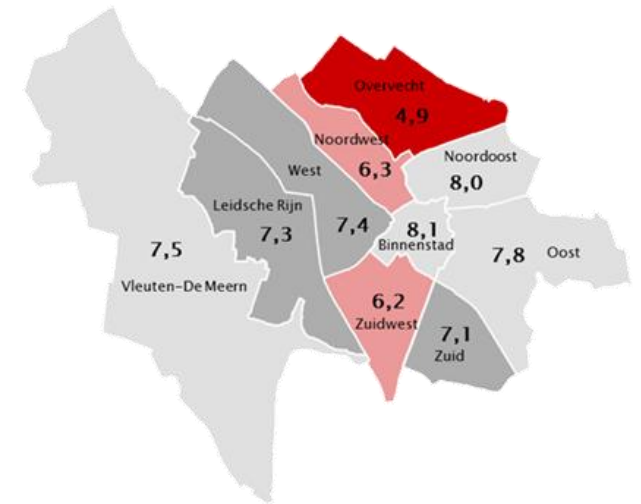 Overvecht
4,9
Noordwest
6,3
Noordoost
8,0
West
7,4
Leidsche Rijn
7,3
8,1
Binnenstad
7,8 Oost
7,5
Vleuten-De Meern
6,2
Zuidwest
7,1
Zuid